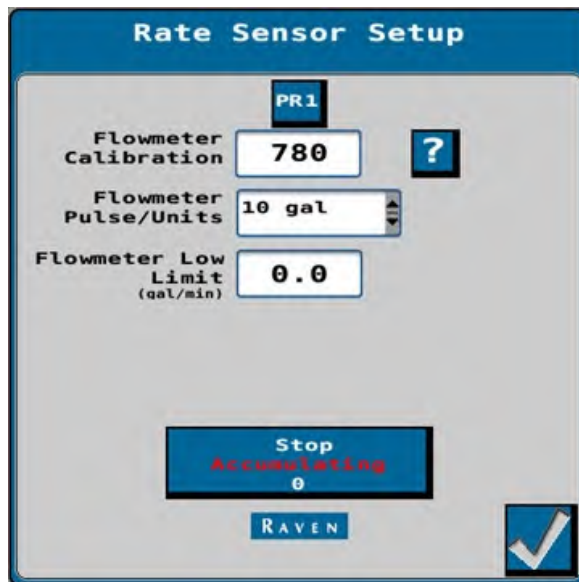 Rate Sensor Setup
PR1
Flowmeter
Calibration
780
?
Flowmeter
Pulse/Units
10 gal
Flowmeter Low
Limit
(gal/min)
0.0
Stop
Accumulating
0
RAVEN